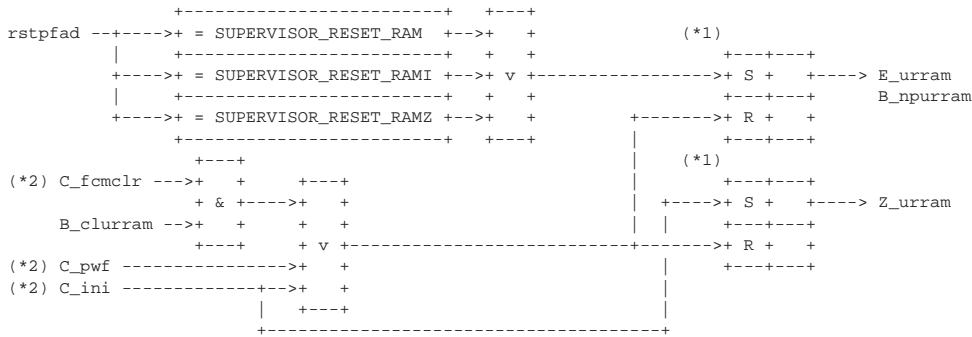 +-------------------------+   +---+
rstpfad --+---->+ = SUPERVISOR_RESET_RAM  +-->+   +              (*1)
          |     +-------------------------+   +   +              +---+---+
          +---->+ = SUPERVISOR_RESET_RAMI +-->+ v +------------------>+ S +   +----> E_urram
          |     +-------------------------+   +   +              +---+---+      B_npurram
          +---->+ = SUPERVISOR_RESET_RAMZ +-->+   +         +------->+ R +   +
                +-------------------------+   +---+         |        +---+---+
                  +---+                                     |    (*1)
(*2) C_fcmclr --->+   +     +---+                           |        +---+---+
                  + & +---->+   +                           |   +---->+ S +   +----> Z_urram
     B_clurram -->+   +     +   +                           |   |    +---+---+
                  +---+     + v +---------------------------+------->+ R +   +
(*2) C_pwf ---------------->+   +                               |    +---+---+
(*2) C_ini -------------+-->+   +                               |
                        |   +---+                               |
                        +---------------------------------------+